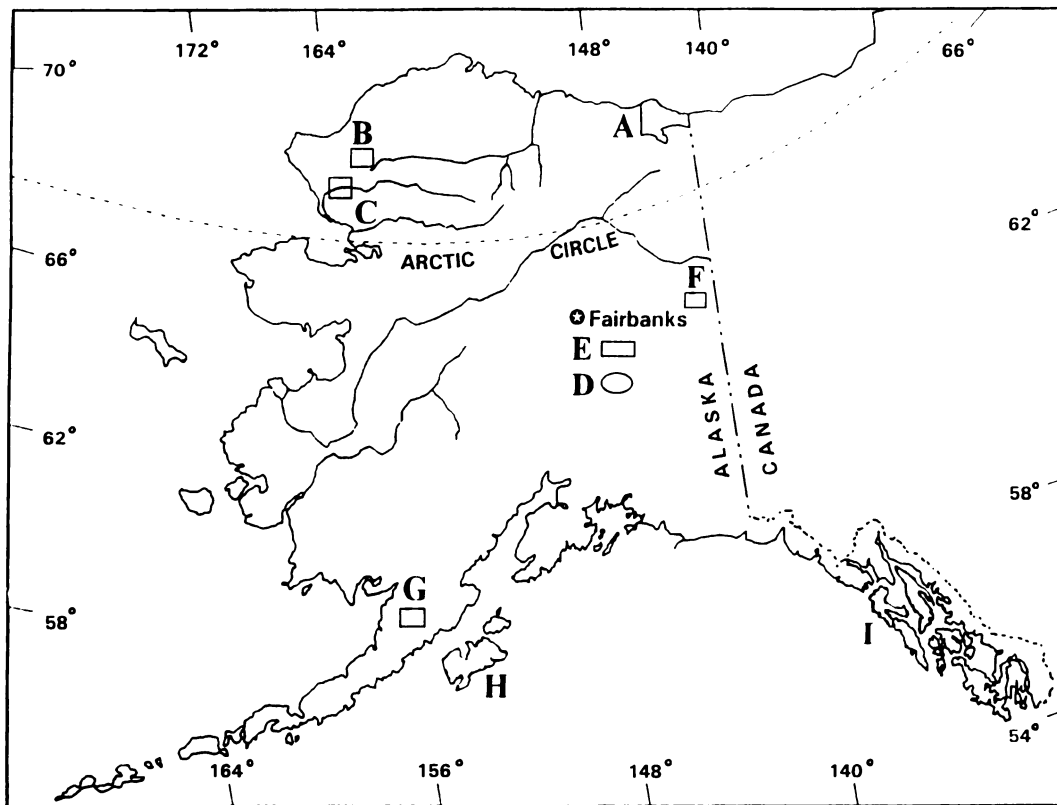 172° 164° 148° 140° 66°
70°
A
B
C
62°
66°
ARCTIC CIRCLE
F
Fairbanks
E
D
ALASKA
CANADA
62°
58°
G
58°
I
H
54°
164° 156° 148° 140°